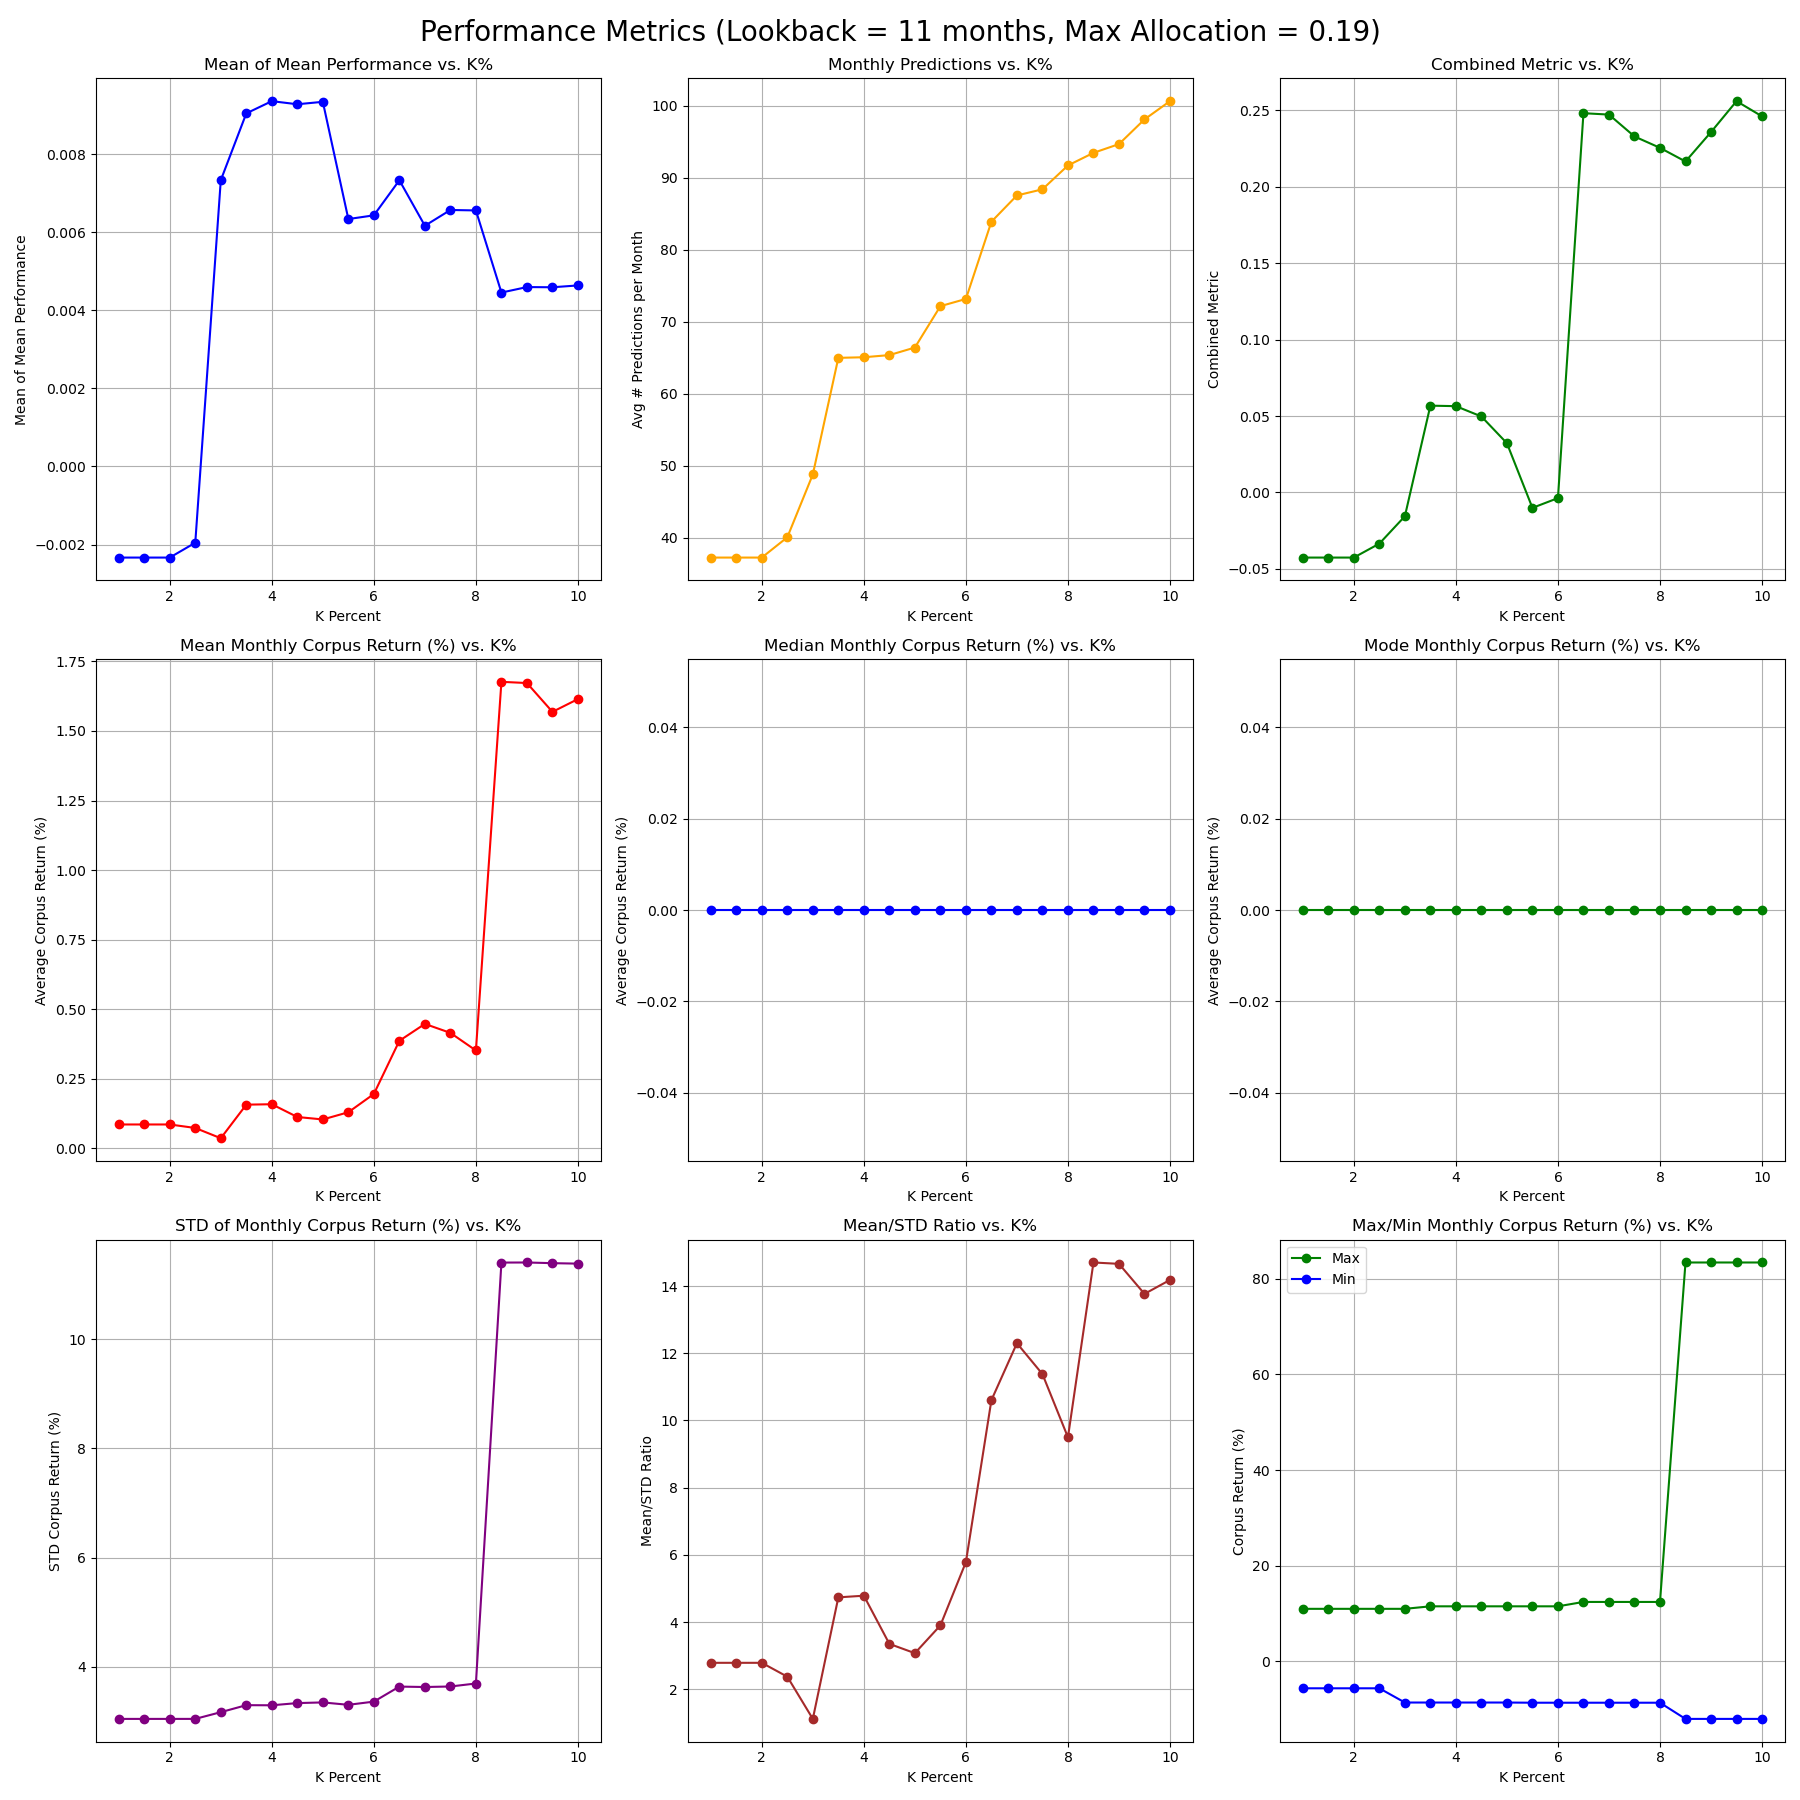 Performance Metrics (Lookback = 11 months, Max Allocation = 0.19)
Mean of Mean Performance vs. K%
Mean of Mean Performance
0.008
0.006
0.004
0.002
0.000
−0.002
2 4 6 8 10
K Percent
Monthly Predictions vs. K%
Avg # Predictions per Month
100
90
80
70
60
50
40
2 4 6 8 10
K Percent
Combined Metric vs. K%
Combined Metric
0.25
0.20
0.15
0.10
0.05
0.00
−0.05
2 4 6 8 10
K Percent
Mean Monthly Corpus Return (%) vs. K%
Average Corpus Return (%)
1.75
1.50
1.25
1.00
0.75
0.50
0.25
0.00
2 4 6 8 10
K Percent
Median Monthly Corpus Return (%) vs. K%
Average Corpus Return (%)
0.04
0.02
0.00
−0.02
−0.04
2 4 6 8 10
K Percent
Mode Monthly Corpus Return (%) vs. K%
Average Corpus Return (%)
0.04
0.02
0.00
−0.02
−0.04
2 4 6 8 10
K Percent
STD of Monthly Corpus Return (%) vs. K%
STD Corpus Return (%)
10
8
6
4
2 4 6 8 10
K Percent
Mean/STD Ratio vs. K%
Mean/STD Ratio
14
12
10
8
6
4
2
2 4 6 8 10
K Percent
Max/Min Monthly Corpus Return (%) vs. K%
Max
Min
Corpus Return (%)
80
60
40
20
0
2 4 6 8 10
K Percent